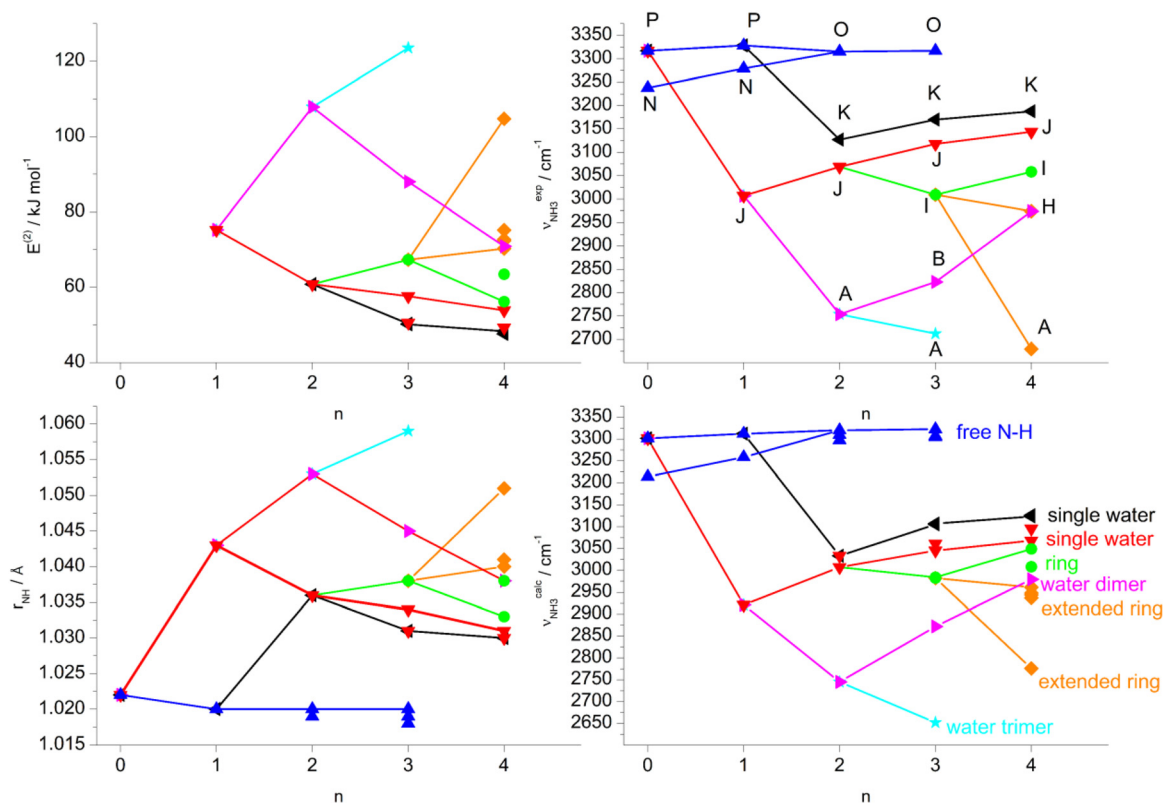 120
100
80
60
40
E(2) / kJ mol-1
0 1 2 3 4
n
3350
3300
3250
3200
3150
3100
3050
3000
2950
2900
2850
2800
2750
2700
νNH3exp / cm-1
P P O O
N N
K K K
J J J J
I I
H
A B
A A
0 1 2 3 4
n
1.060
1.055
1.050
1.045
1.040
1.035
1.030
1.025
1.020
1.015
rNH / Å
0 1 2 3 4
n
3350
3300
3250
3200
3150
3100
3050
3000
2950
2900
2850
2800
2750
2700
2650
νNH3calc / cm-1
free N-H
single water
single water
ring
water dimer
extended ring
extended ring
water trimer
0 1 2 3 4
n